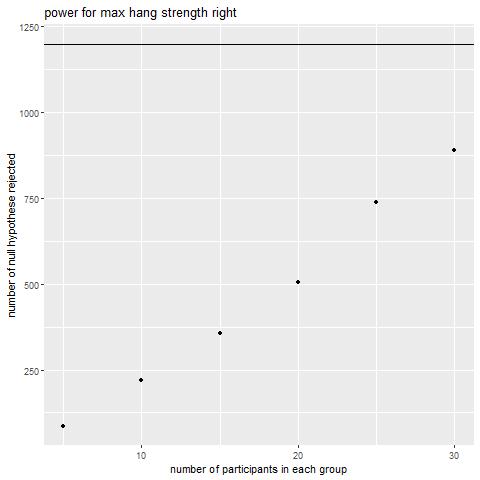 power for max hang strength right
1250
1000
750
500
250
number of null hypothese rejected
10 20 30
number of participants in each group